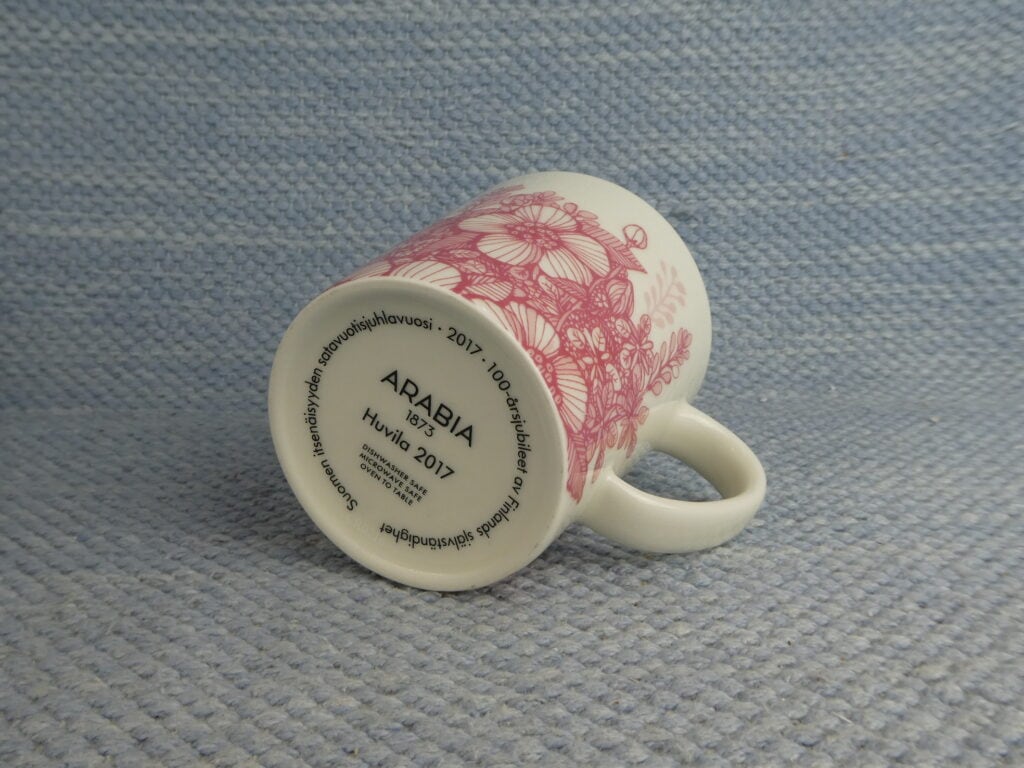 Suomen itsenäisyyden satavuotisjuhlavuosi · 2017 · 100-årsjubileet av Finlands självständighet
ARABIA
1873
Huvila 2017
DISHWASHER SAFE
MICROWAVE SAFE
OVEN TO TABLE